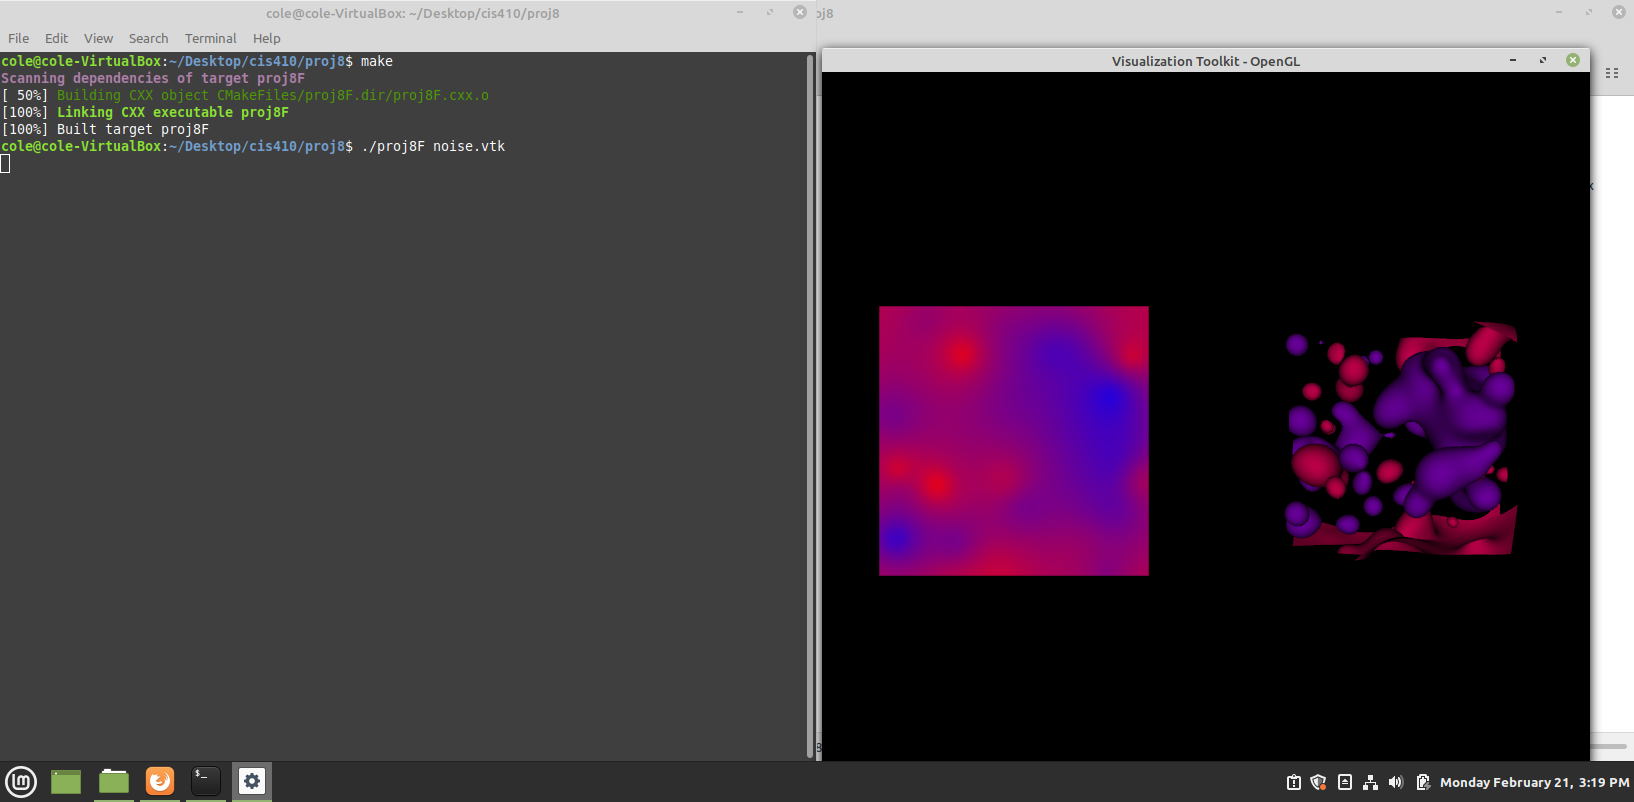 cole@cole-VirtualBox: ~/Desktop/cis410/proj8
File Edit View Search Terminal Help
cole@cole-VirtualBox:~/Desktop/cis410/proj8$ make
Scanning dependencies of target proj8F
[ 50%] Building CXX object CMakeFiles/proj8F.dir/proj8F.cxx.o
[100%] Linking CXX executable proj8F
[100%] Built target proj8F
cole@cole-VirtualBox:~/Desktop/cis410/proj8$ ./proj8F noise.vtk
oj8
Visualization Toolkit - OpenGL
x
8
lm
$_
Monday February 21, 3:19 PM